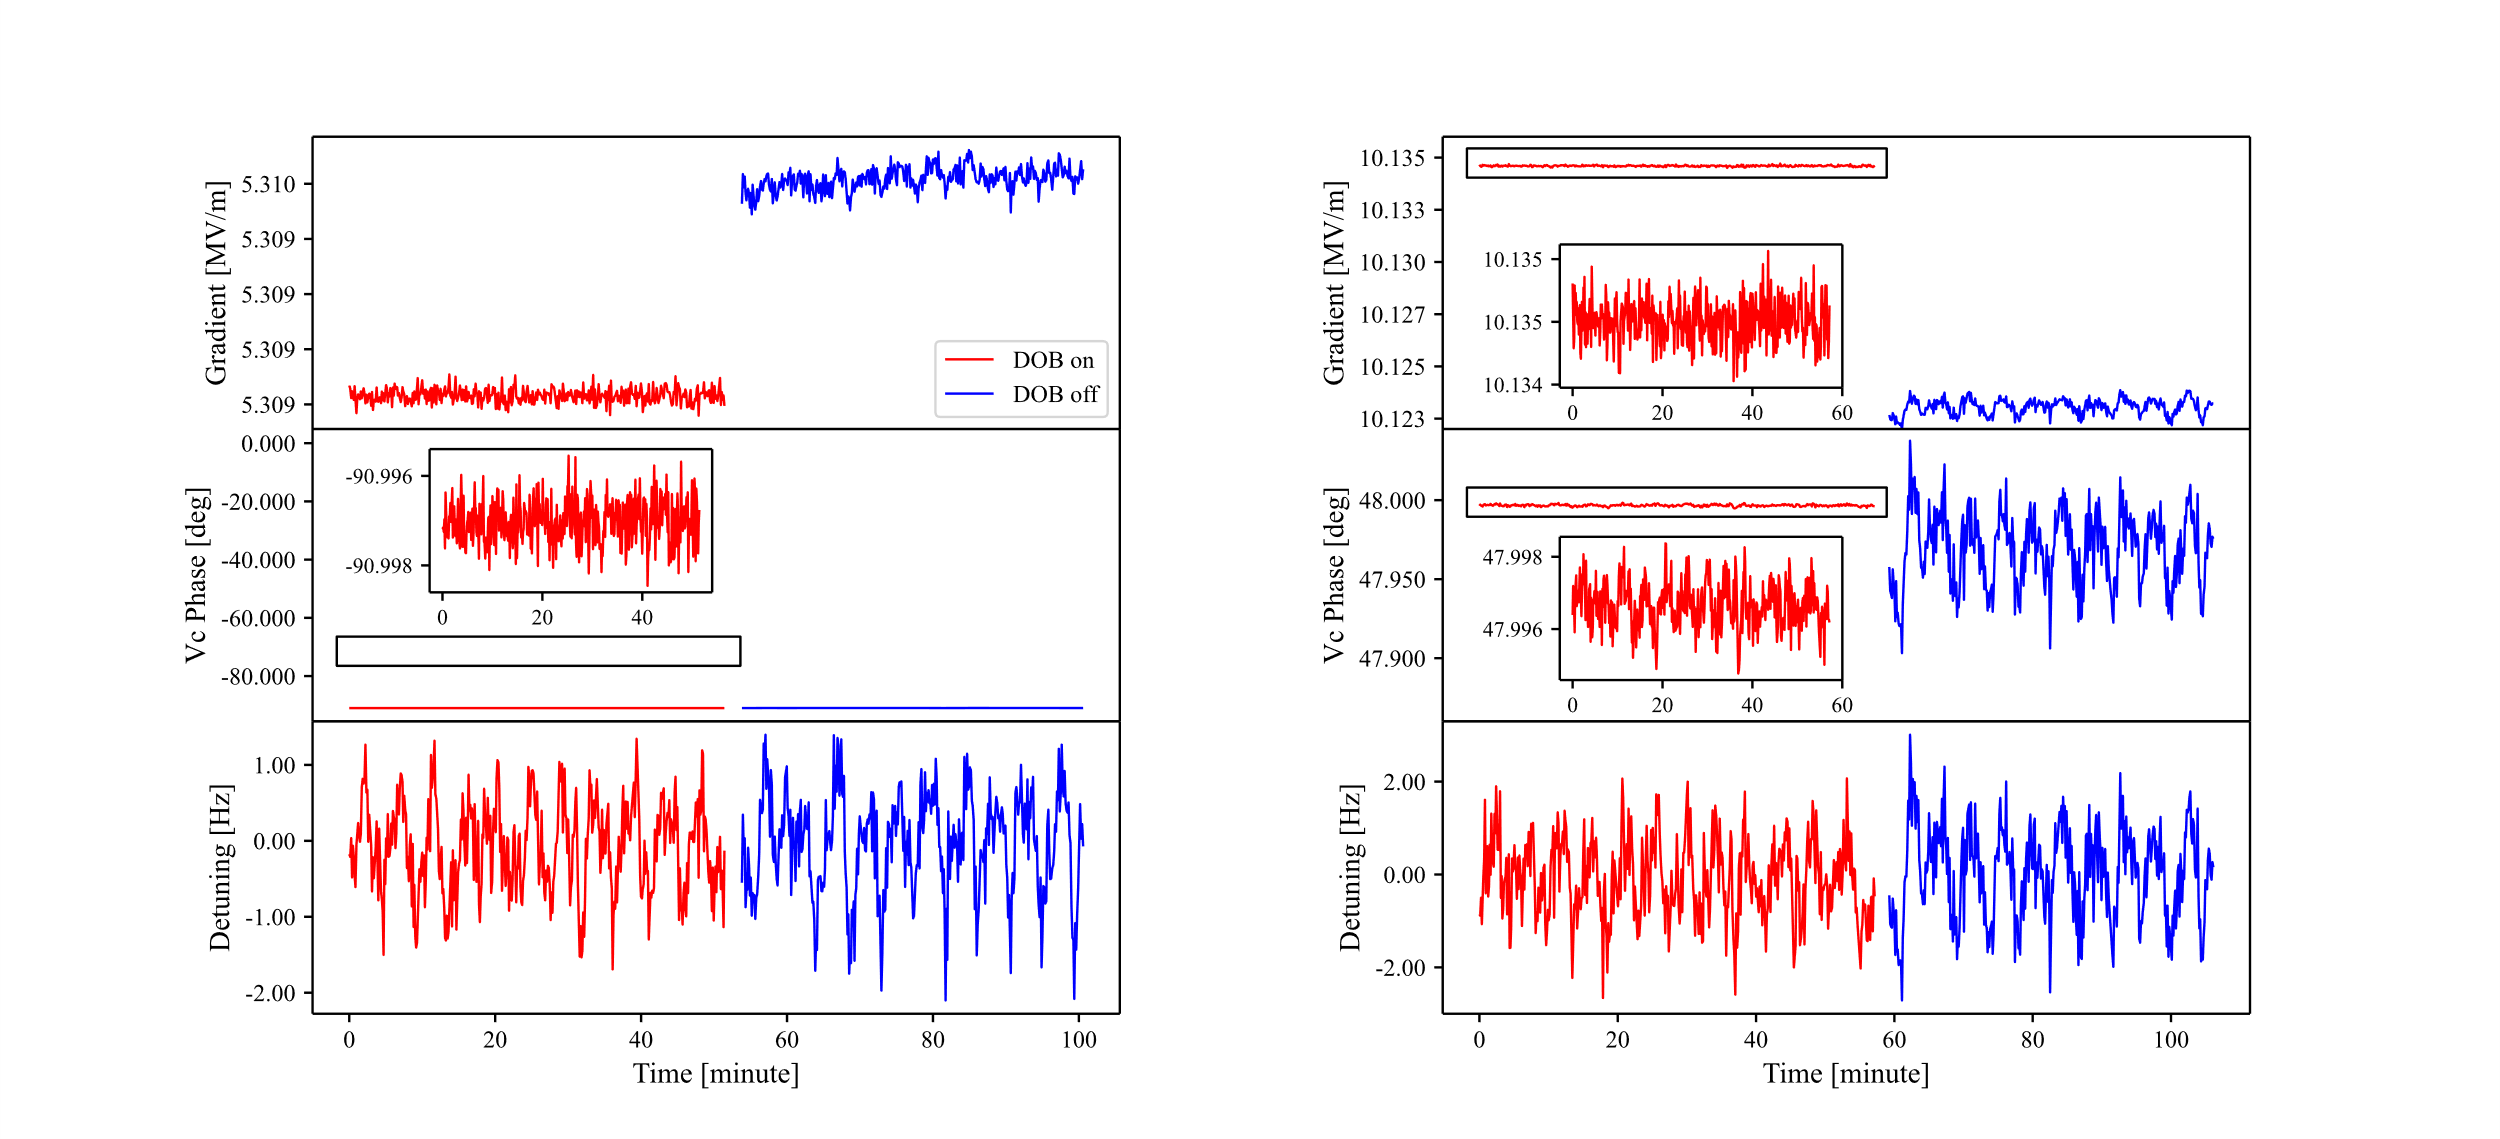 Gradient [MV/m]
5.310
5.309
5.309
5.309
5.309
DOB on
DOB off
Vc Phase [deg]
0.000
-20.000
-40.000
-60.000
-80.000
-90.996
-90.998
0 20 40
Detuning [Hz]
1.00
0.00
-1.00
-2.00
0 20 40 60 80 100
Time [minute]
Gradient [MV/m]
10.135
10.133
10.130
10.127
10.125
10.123
10.135
10.135
10.134
0 20 40 60
Vc Phase [deg]
48.000
47.950
47.900
47.998
47.996
0 20 40 60
Detuning [Hz]
2.00
0.00
-2.00
0 20 40 60 80 100
Time [minute]